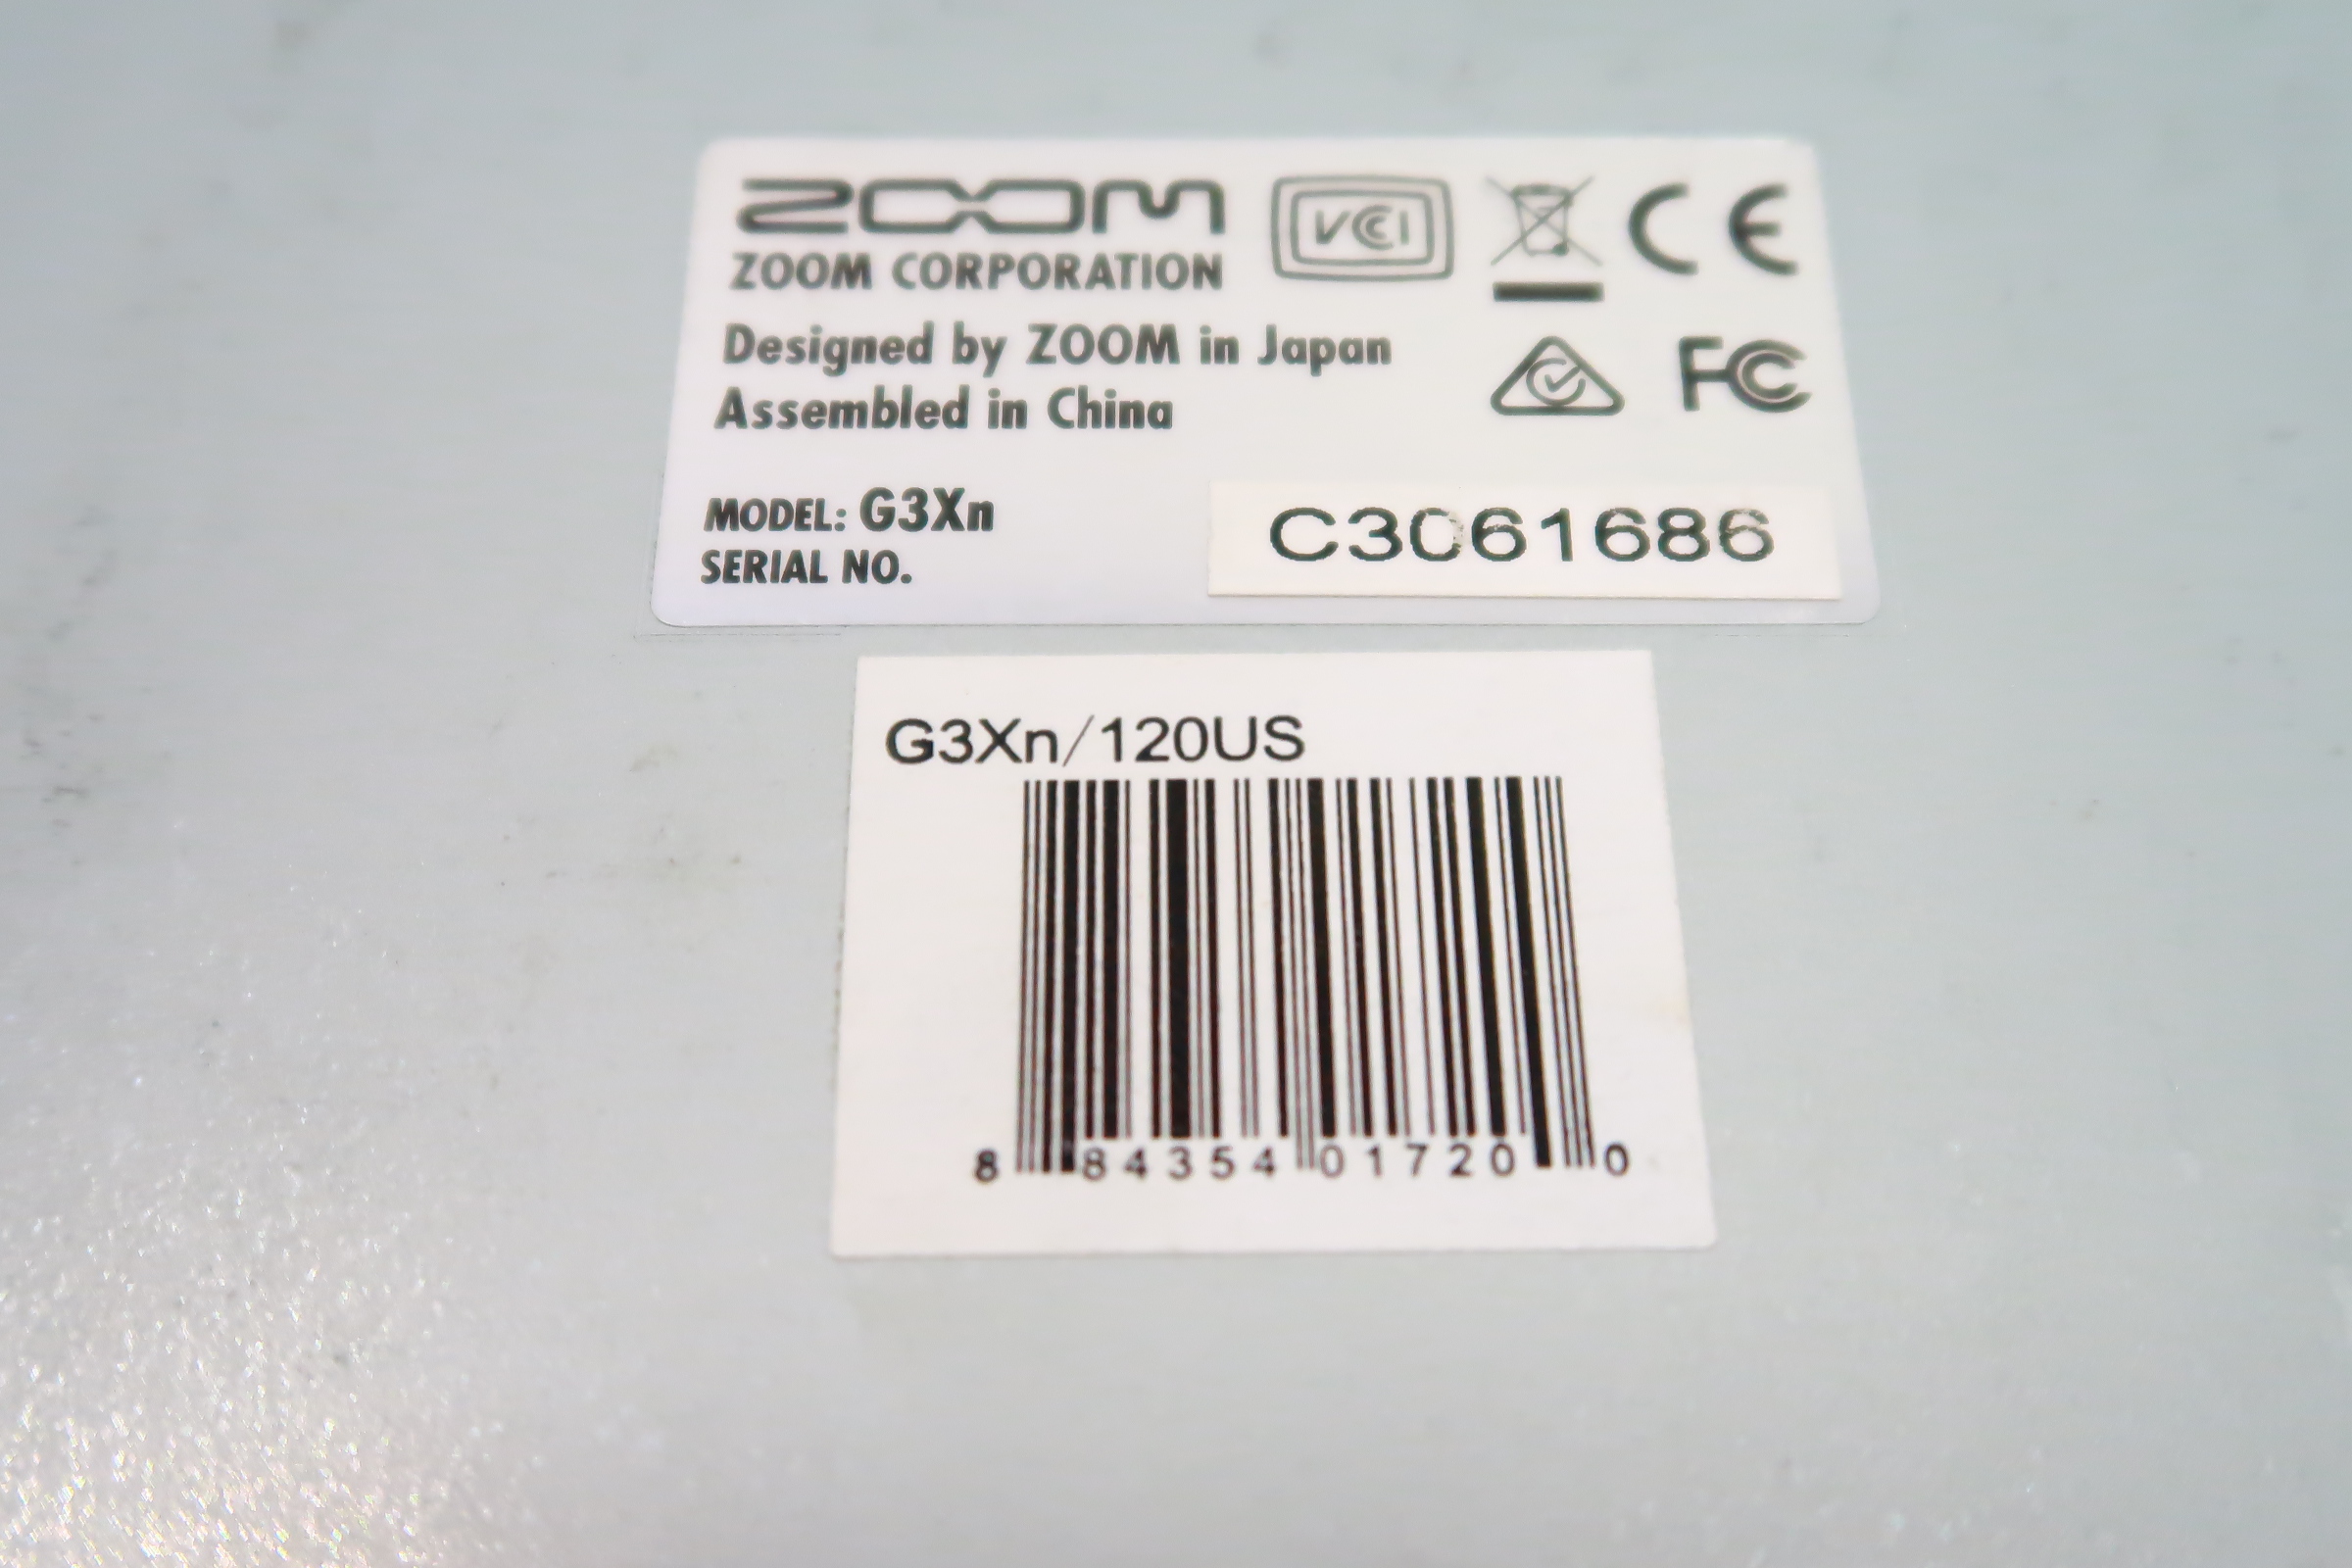 ZOOM
ZOOM CORPORATION
VCCI
CE
Designed by ZOOM in Japan
Assembled in China
FC
MODEL: G3Xn
SERIAL NO.
C3061686
G3Xn/120US
8 84354 01720 0